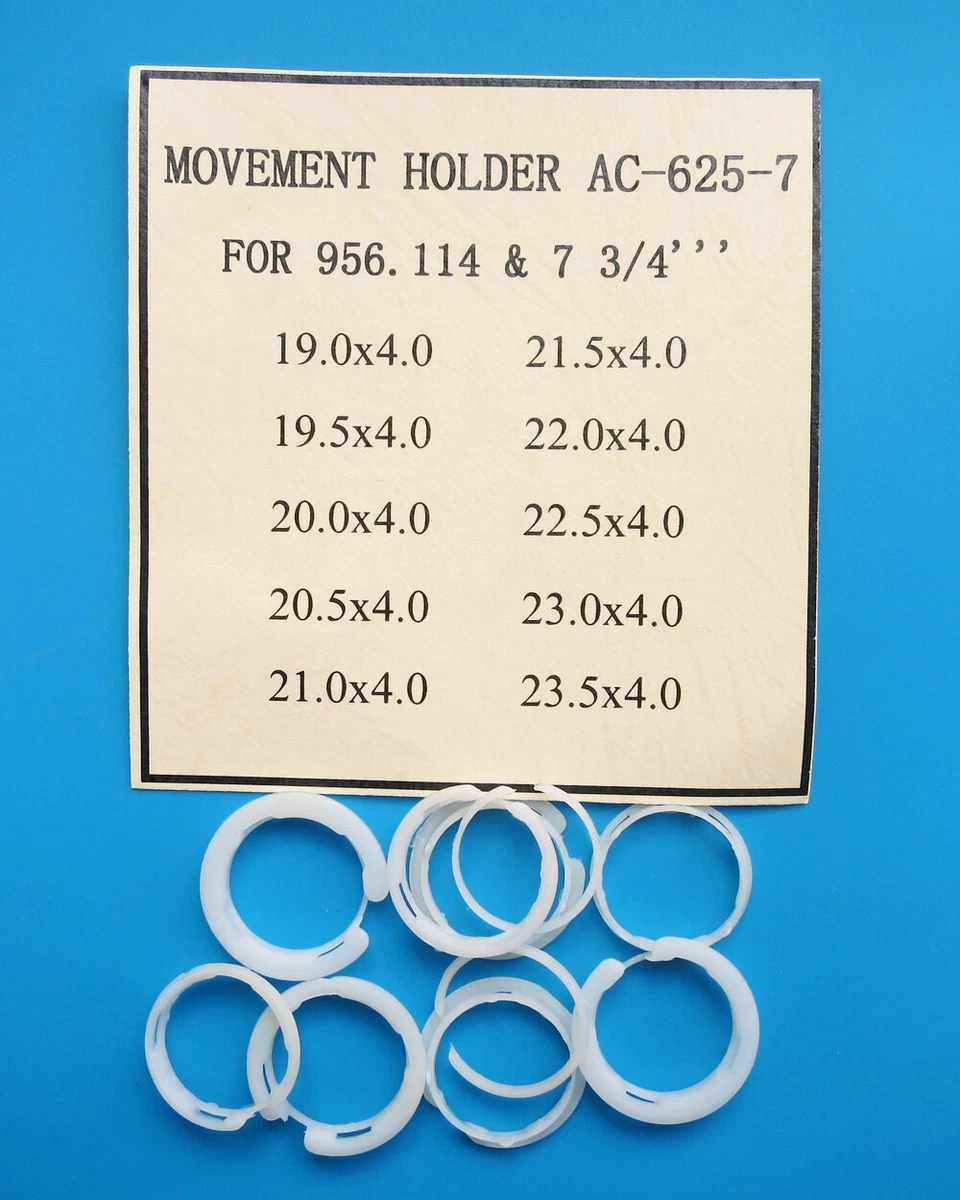 MOVEMENT HOLDER AC-625-7
FOR 956.114 & 7 3/4'''
19.0x4.0 21.5x4.0
19.5x4.0 22.0x4.0
20.0x4.0 22.5x4.0
20.5x4.0 23.0x4.0
21.0x4.0 23.5x4.0